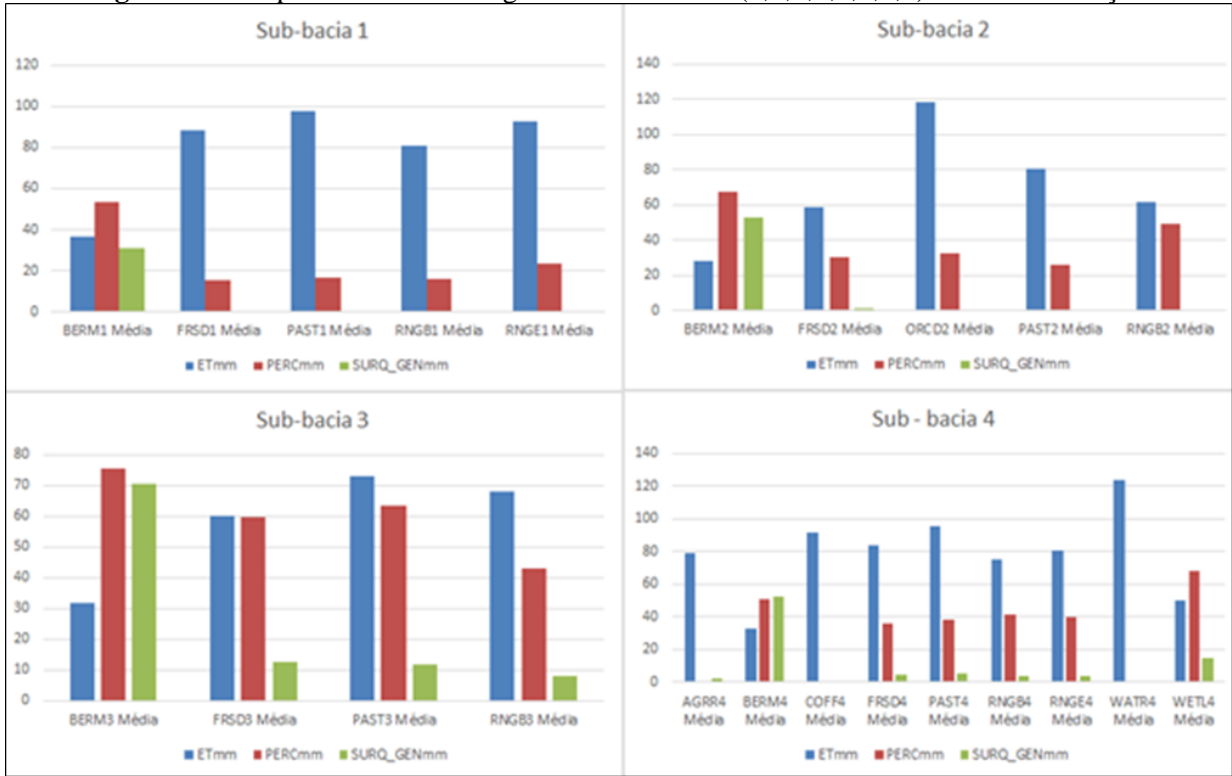 Sub-bacia 1
120
100
80
60
40
20
0
BERM1 Média FRSD1 Média PAST1 Média RNGB1 Média RNGE1 Média
ETmm PERCmm SURQ_GENmm
Sub-bacia 2
140
120
100
80
60
40
20
0
BERM2 Média FRSD2 Média ORCD2 Média PAST2 Média RNGB2 Média
ETmm PERCmm SURQ_GENmm
Sub-bacia 3
80
70
60
50
40
30
20
10
0
BERM3 Média FRSD3 Média PAST3 Média RNGB3 Média
ETmm PERCmm SURQ_GENmm
Sub - bacia 4
140
120
100
80
60
40
20
0
AGRR4 BERM4 COFF4 FRSD4 PAST4 RNGB4 RNGE4 WATR4 WETL4
Média Média Média Média Média Média Média Média Média
ETmm PERCmm SURQ_GENmm